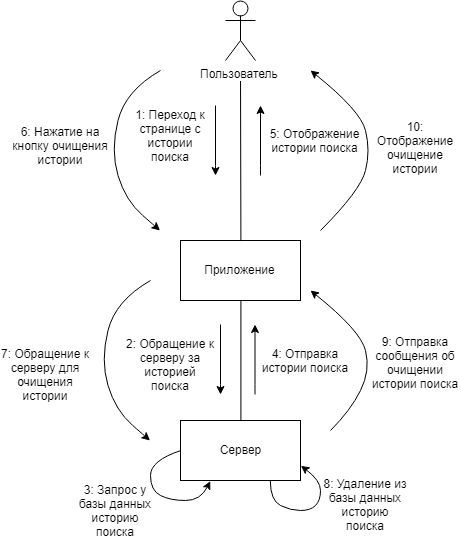 Пользователь
1: Переход к
странице с
истории
поиска
5: Отображение
истории поиска
6: Нажатие на
кнопку очищения
истории
10:
Отображение
очищение
истории
Приложение
7: Обращение к
серверу для
очищения
истории
2: Обращение к
серверу за
историей
поиска
4: Отправка
истории поиска
9: Отправка
сообщения об
очищении
истории поиска
Сервер
3: Запрос у
базы данных
историю
поиска
8: Удаление из
базы данных
историю
поиска